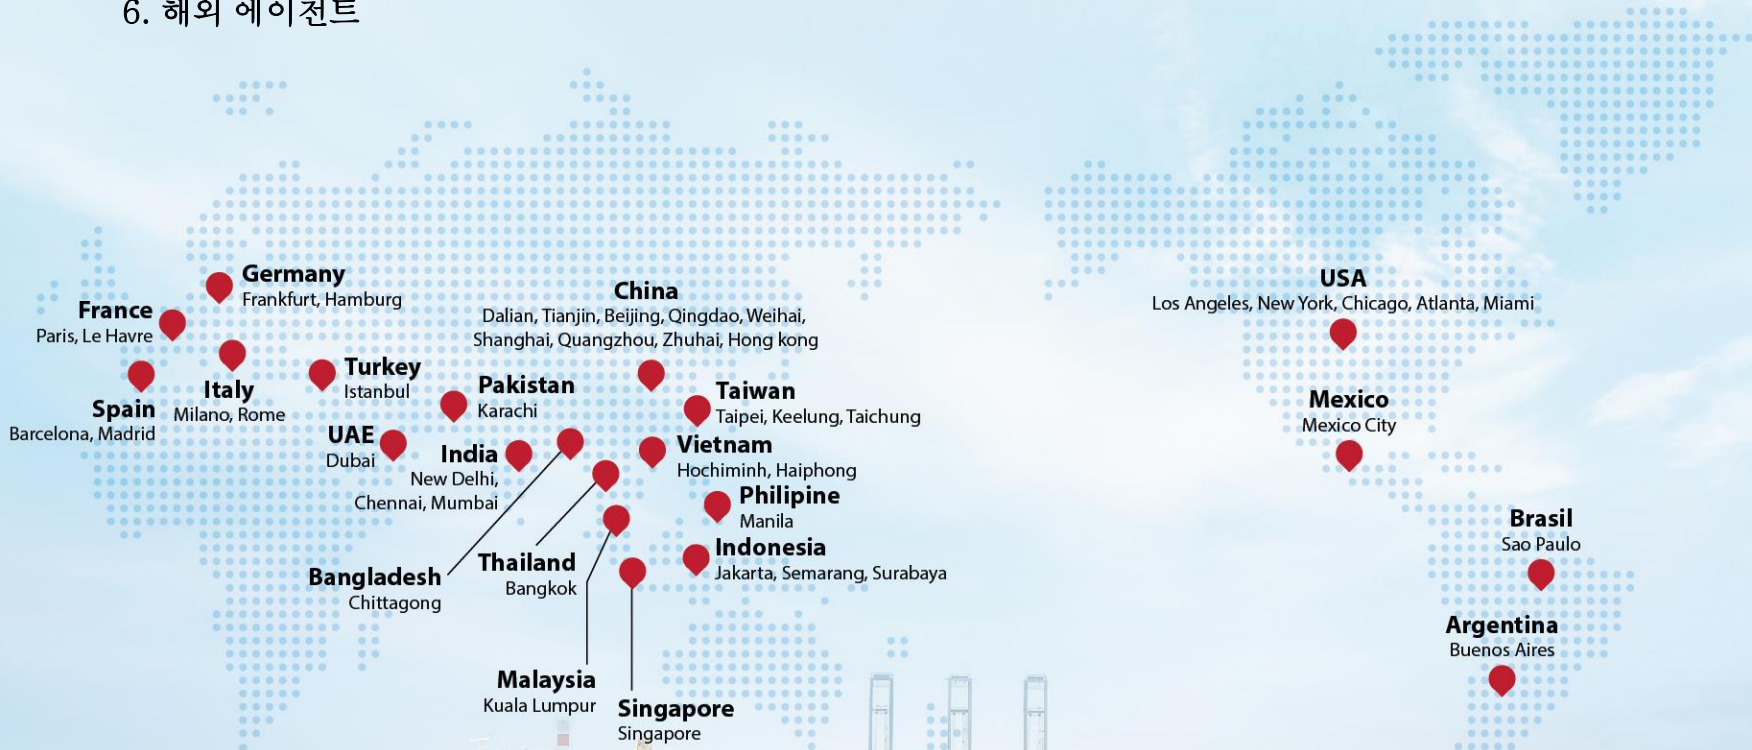 6. 해외 에이전트
Germany
Frankfurt, Hamburg
France
Paris, Le Havre
Italy
Milano, Rome
Spain
Barcelona, Madrid
Turkey
Istanbul
UAE
Dubai
Pakistan
Karachi
India
New Delhi,
Chennai, Mumbai
China
Dalian, Tianjin, Beijing, Qingdao, Weihai,
Shanghai, Quangzhou, Zhuhai, Hong kong
Taiwan
Taipei, Keelung, Taichung
Vietnam
Hochiminh, Haiphong
Philipine
Manila
Indonesia
Jakarta, Semarang, Surabaya
Bangladesh
Chittagong
Thailand
Bangkok
Malaysia
Kuala Lumpur
Singapore
Singapore
USA
Los Angeles, New York, Chicago, Atlanta, Miami
Mexico
Mexico City
Brasil
Sao Paulo
Argentina
Buenos Aires